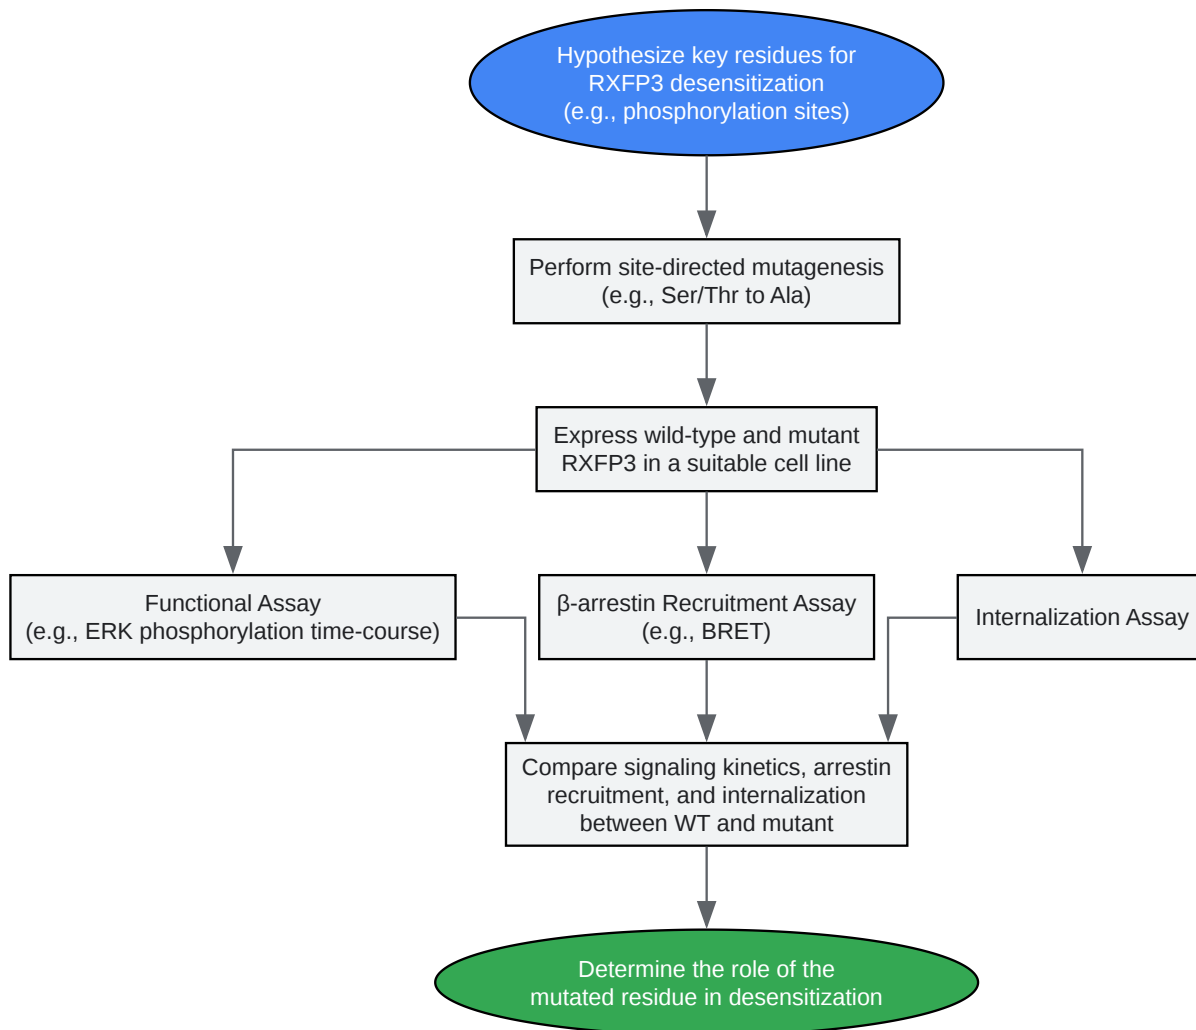 Hypothesize key residues for
RXFP3 desensitization
(e.g., phosphorylation sites)
Perform site-directed mutagenesis
(e.g., Ser/Thr to Ala)
Express wild-type and mutant
RXFP3 in a suitable cell line
Functional Assay
(e.g., ERK phosphorylation time-course)
β-arrestin Recruitment Assay
(e.g., BRET)
Internalization Assay
Compare signaling kinetics, arrestin
recruitment, and internalization
between WT and mutant
Determine the role of the
mutated residue in desensitization